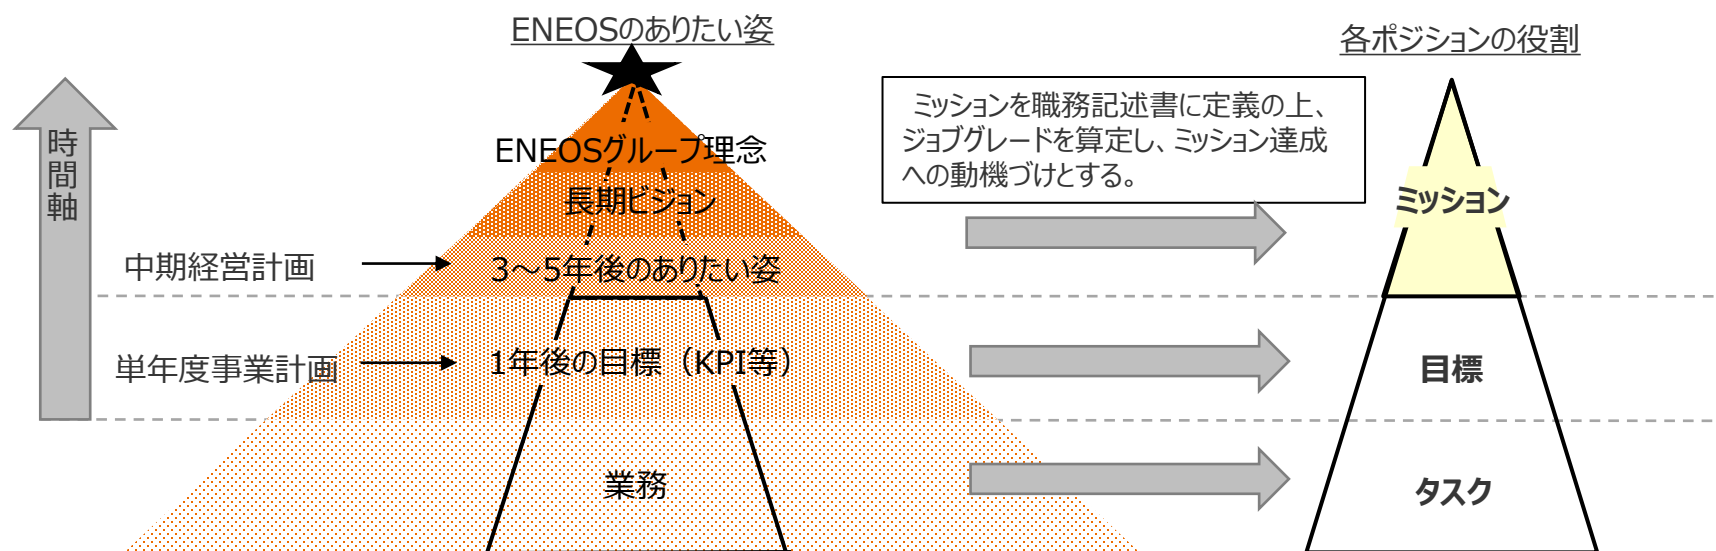 ENEOSのありたい姿
各ポジションの役割
時間軸
ミッションを職務記述書に定義の上、
ジョブグレードを算定し、ミッション達成
への動機づけとする。
ENEOSグループ理念
長期ビジョン
ミッション
中期経営計画
3～5年後のありたい姿
単年度事業計画
1年後の目標（KPI等）
目標
業務
タスク